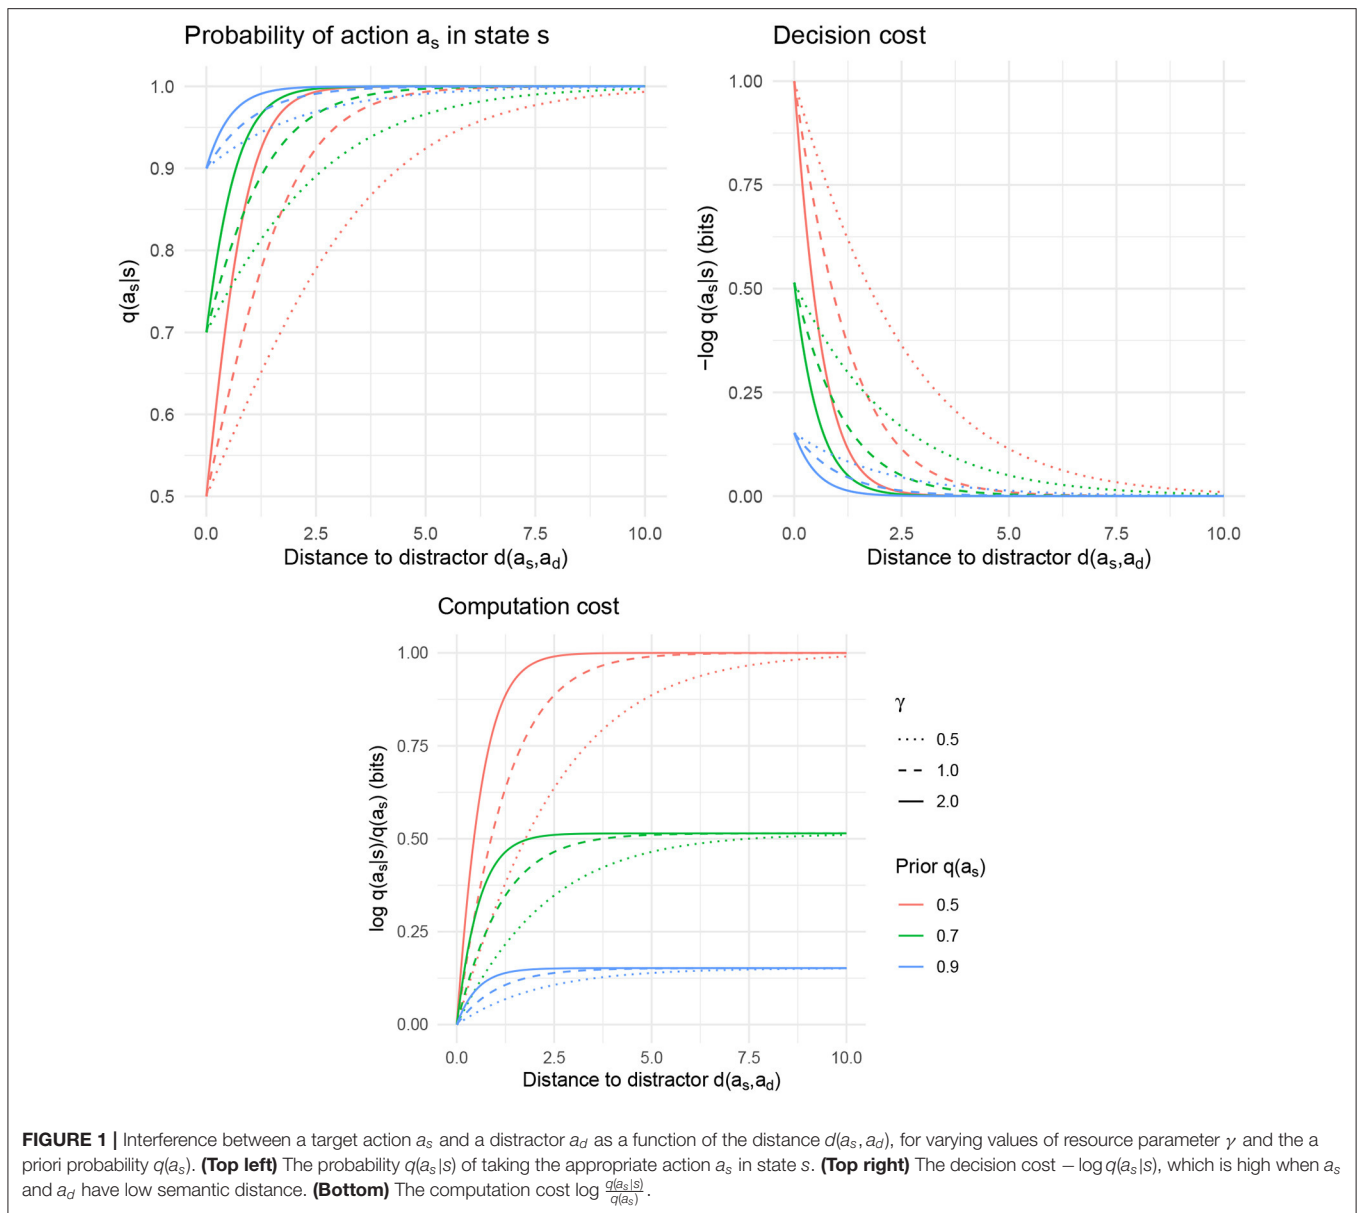 Probability of action aₛ in state s
q(aₛ|s)
1.0
0.9
0.8
0.7
0.6
0.5
0.0 2.5 5.0 7.5 10.0
Distance to distractor d(aₛ,a_d)
Decision cost
−log q(aₛ|s) (bits)
1.00
0.75
0.50
0.25
0.00
0.0 2.5 5.0 7.5 10.0
Distance to distractor d(aₛ,a_d)
Computation cost
log q(aₛ|s)/q(aₛ) (bits)
1.00
0.75
0.50
0.25
0.00
0.0 2.5 5.0 7.5 10.0
Distance to distractor d(aₛ,a_d)
γ
0.5
1.0
2.0
Prior q(aₛ)
0.5
0.7
0.9
FIGURE 1 | Interference between a target action aₛ and a distractor a_d as a function of the distance d(aₛ, a_d), for varying values of resource parameter γ and the a
priori probability q(aₛ). (Top left) The probability q(aₛ|s) of taking the appropriate action aₛ in state s. (Top right) The decision cost − log q(aₛ|s), which is high when aₛ
and a_d have low semantic distance. (Bottom) The computation cost log q(aₛ|s)/q(aₛ).